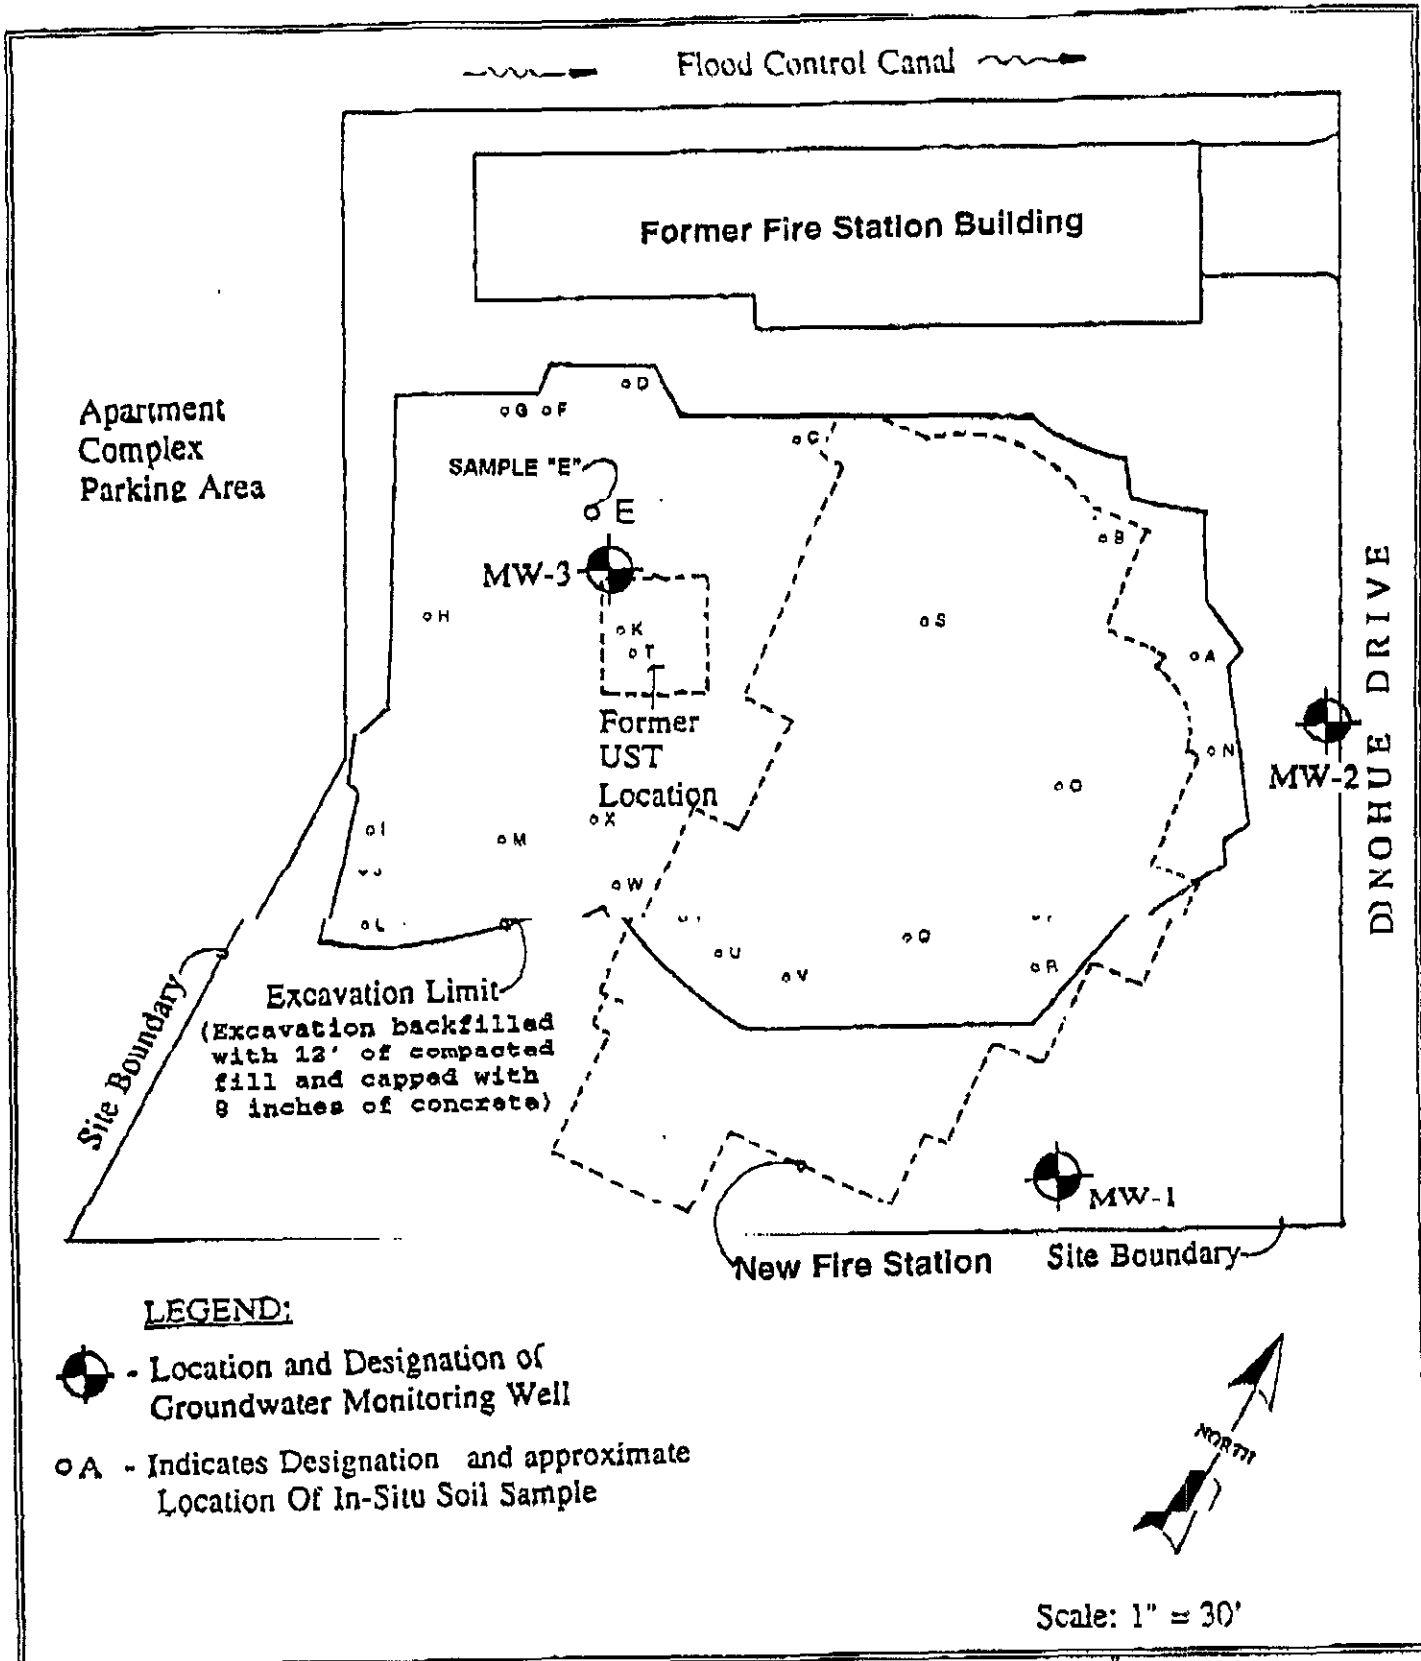 Flood Control Canal
Former Fire Station Building
Apartment
Complex
Parking Area
D
G F
C
SAMPLE "E"
E
B
MW-3
H
K
T
S
A
Former
UST
Location
N
MW-2
DONOHUE DRIVE
O
X
I
M
J
W
L
U
V
Q
R
Site Boundary
Excavation Limit
(Excavation backfilled
with 12' of compacted
fill and capped with
8 inches of concrete)
MW-1
New Fire Station
Site Boundary
LEGEND:
- Location and Designation of
Groundwater Monitoring Well
A - Indicates Designation and approximate
Location Of In-Situ Soil Sample
NORTH
Scale: 1" = 30'